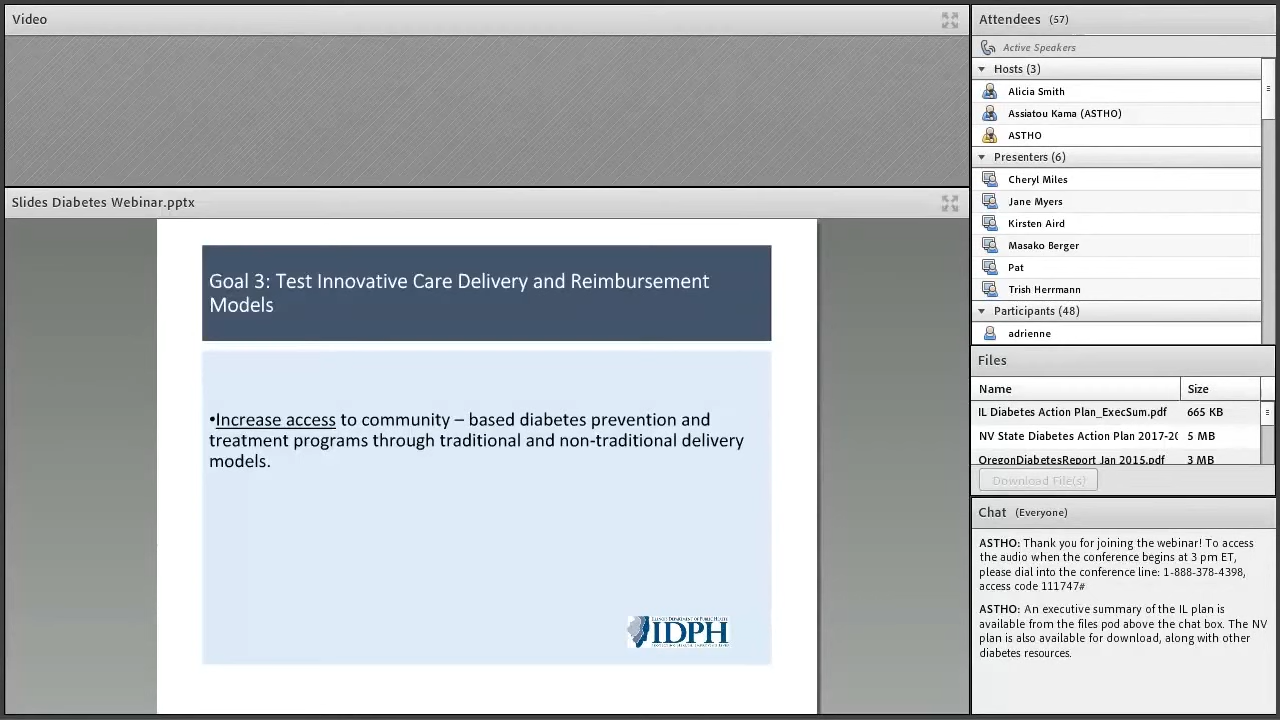 Video
Slides Diabetes Webinar.pptx
Goal 3: Test Innovative Care Delivery and Reimbursement
Models
•Increase access to community – based diabetes prevention and
treatment programs through traditional and non-traditional delivery
models.
ILLINOIS DEPARTMENT OF PUBLIC HEALTH
IDPH
Attendees (57)
Active Speakers
Hosts (3)
Alicia Smith
Assiatou Kama (ASTHO)
ASTHO
Presenters (6)
Cheryl Miles
Jane Myers
Kirsten Aird
Masako Berger
Pat
Trish Herrmann
Participants (48)
adrienne
Files
Name Size
IL Diabetes Action Plan_ExecSum.pdf 665 KB
NV State Diabetes Action Plan 2017-20 5 MB
OregonDiabetesReport Jan 2015.pdf 3 MB
Download File(s)
Chat (Everyone)
ASTHO: Thank you for joining the webinar! To access
the audio when the conference begins at 3 pm ET,
please dial into the conference line: 1-888-378-4398,
access code 111747#
ASTHO: An executive summary of the IL plan is
available from the files pod above the chat box. The NV
plan is also available for download, along with other
diabetes resources.